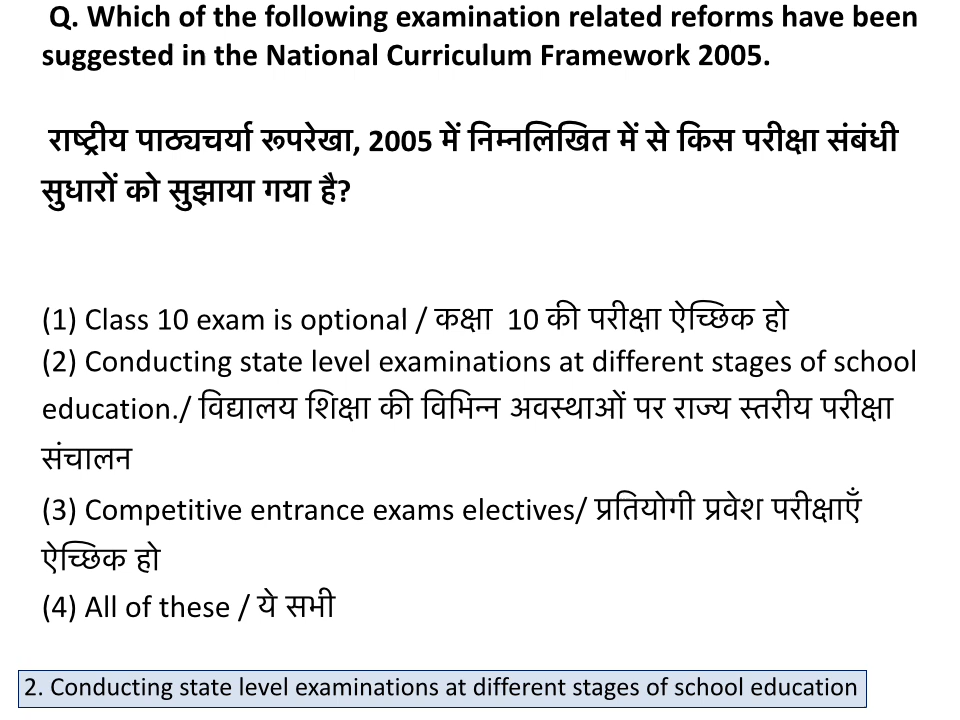 Q. Which of the following examination related reforms have been
suggested in the National Curriculum Framework 2005.
राष्ट्रीय पाठ्यचर्या रूपरेखा, 2005 में निम्नलिखित में से किस परीक्षा संबंधी
सुधारों को सुझाया गया है?
(1) Class 10 exam is optional / कक्षा 10 की परीक्षा ऐच्छिक हो
(2) Conducting state level examinations at different stages of school
education./ विद्यालय शिक्षा की विभिन्न अवस्थाओं पर राज्य स्तरीय परीक्षा
संचालन
(3) Competitive entrance exams electives/ प्रतियोगी प्रवेश परीक्षाएँ
ऐच्छिक हो
(4) All of these / ये सभी
2. Conducting state level examinations at different stages of school education